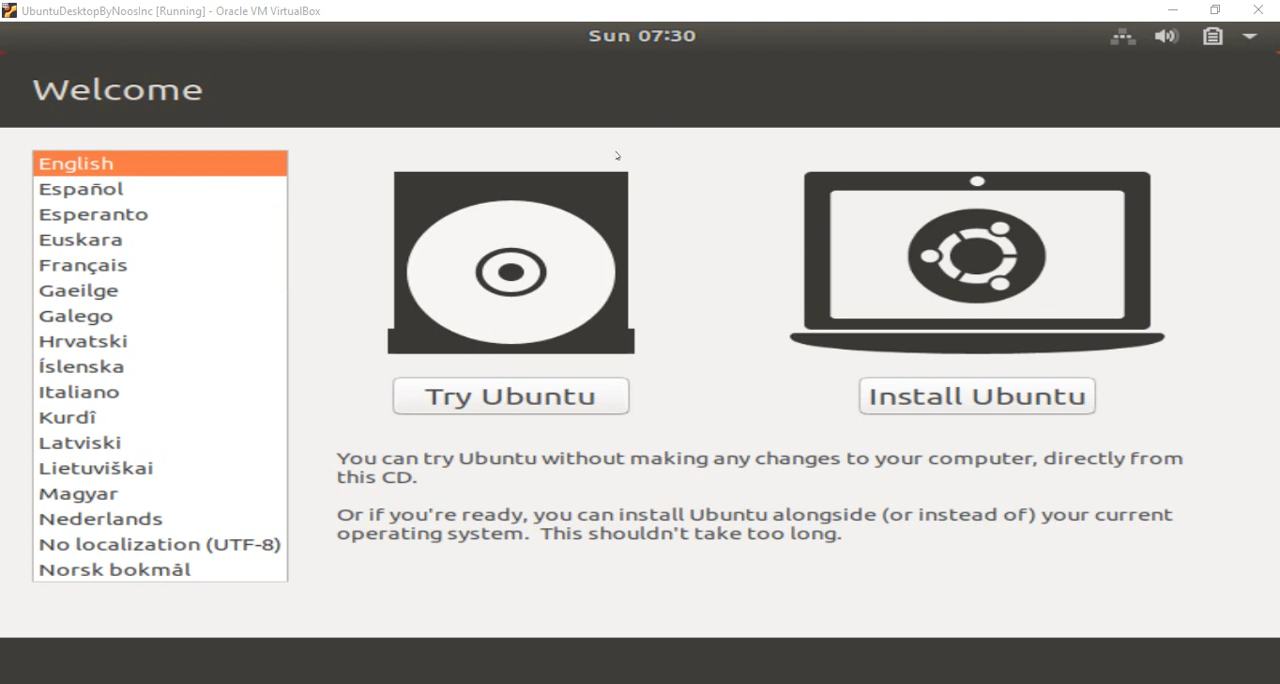 UbuntuDesktopByNoosInc [Running] - Oracle VM VirtualBox
Sun 07:30
Welcome
English
Español
Esperanto
Euskara
Français
Gaeilge
Galego
Hrvatski
Íslenska
Italiano
Kurdî
Latviski
Lietuviškai
Magyar
Nederlands
No localization (UTF-8)
Norsk bokmål
Try Ubuntu
Install Ubuntu
You can try Ubuntu without making any changes to your computer, directly from
this CD.
Or if you're ready, you can install Ubuntu alongside (or instead of) your current
operating system.  This shouldn't take too long.